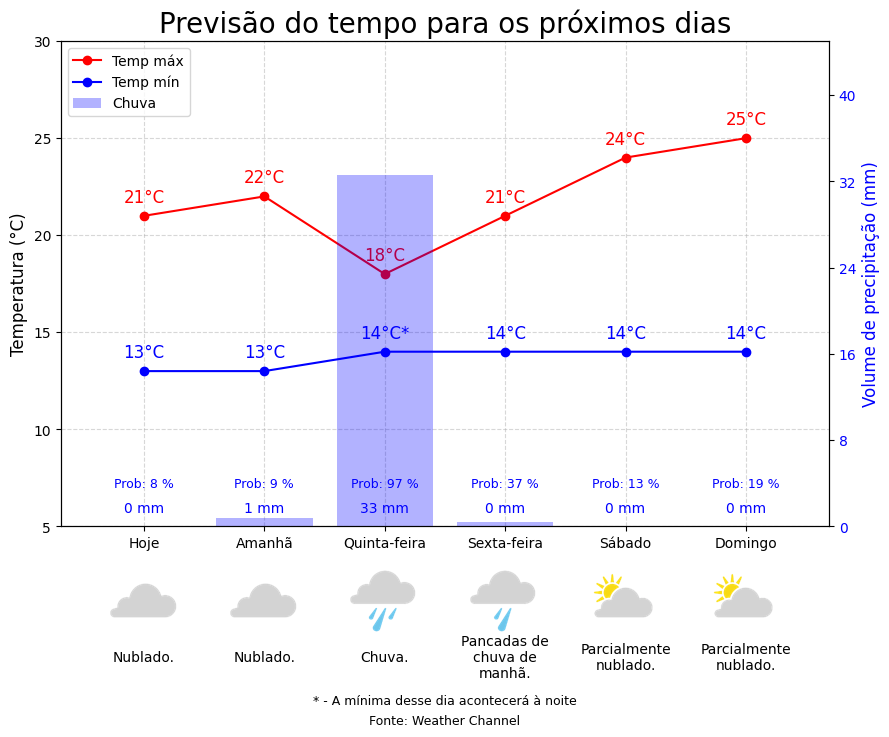 Previsão do tempo para os próximos dias
30
25
20
15
10
5
Temperatura (°C)
Temp máx
Temp mín
Chuva
40
32
24
16
8
0
Volume de precipitação (mm)
21°C
22°C
18°C
21°C
24°C
25°C
13°C
13°C
14°C*
14°C
14°C
14°C
Prob: 8 %
Prob: 9 %
Prob: 97 %
Prob: 37 %
Prob: 13 %
Prob: 19 %
0 mm
1 mm
33 mm
0 mm
0 mm
0 mm
Hoje
Amanhã
Quinta-feira
Sexta-feira
Sábado
Domingo
Nublado.
Nublado.
Chuva.
Pancadas de
chuva de
manhã.
Parcialmente
nublado.
Parcialmente
nublado.
* - A mínima desse dia acontecerá à noite
Fonte: Weather Channel